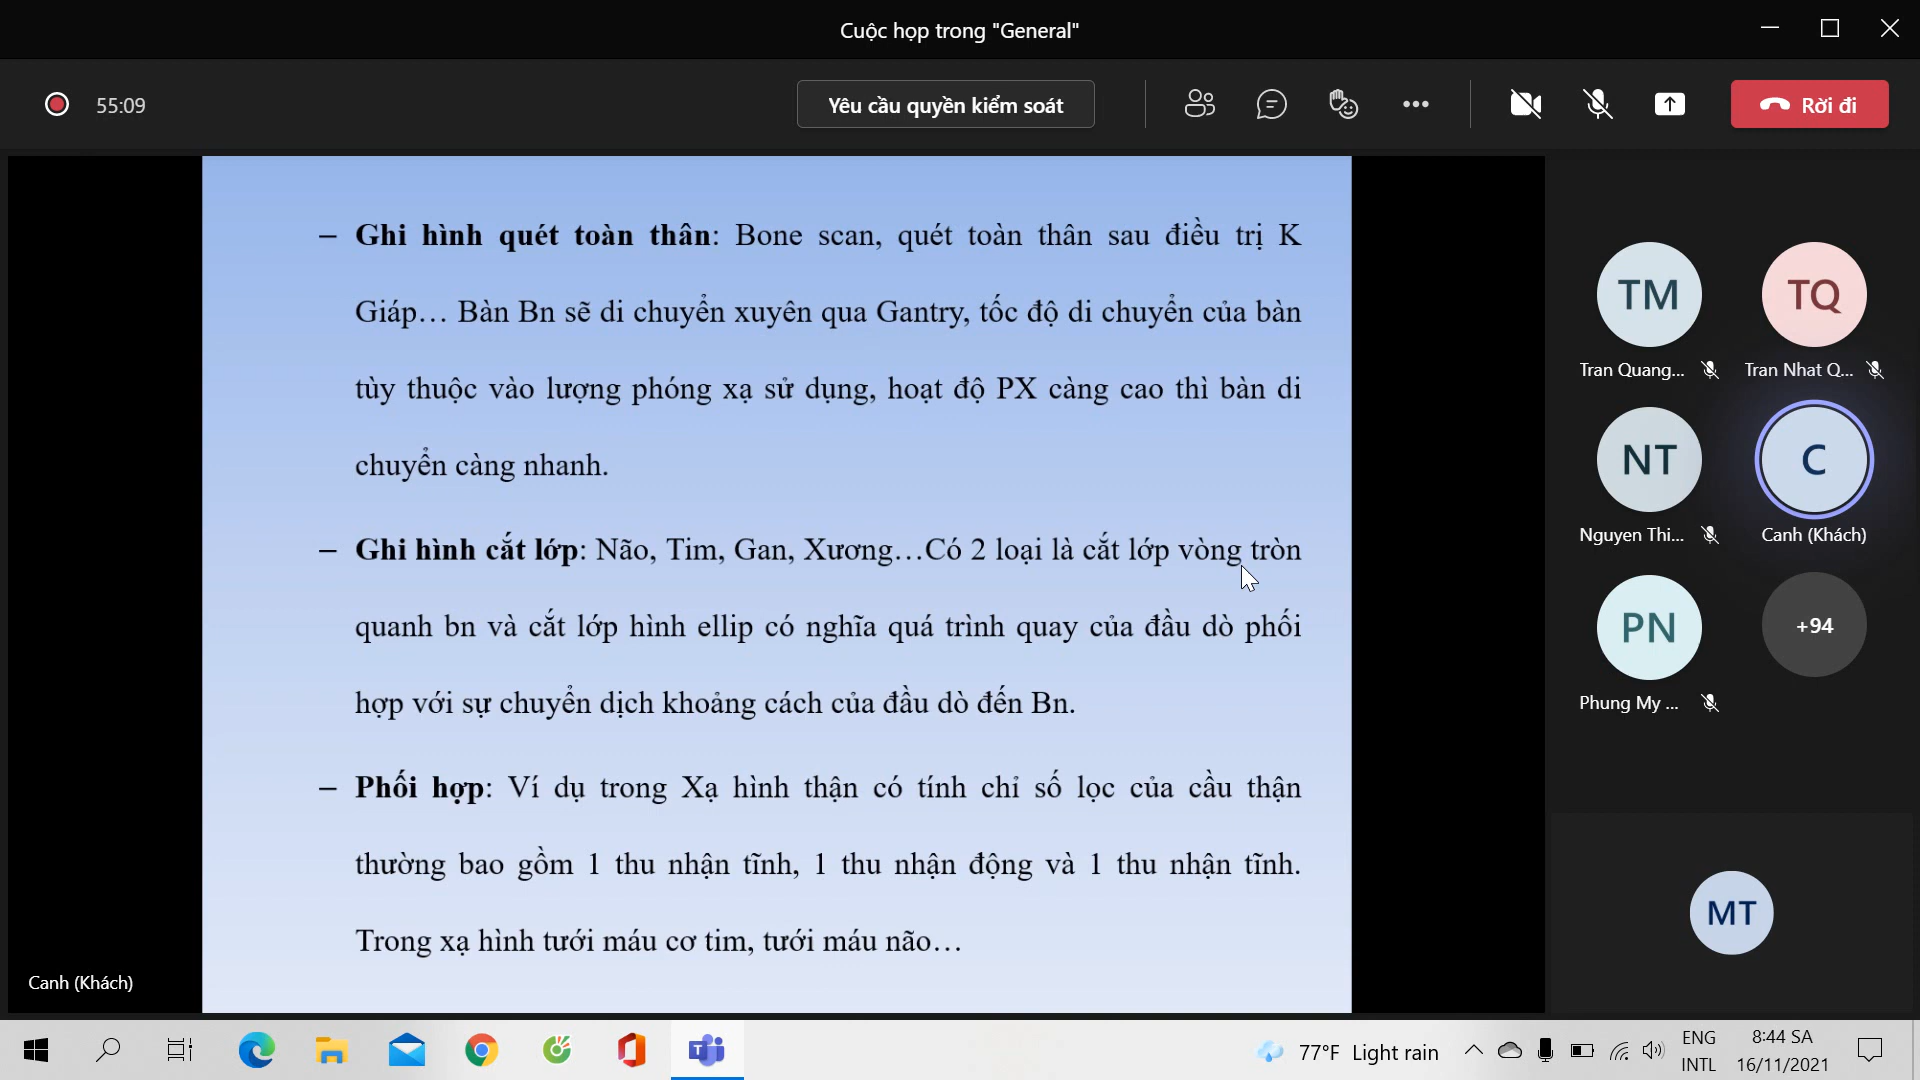 Cuộc họp trong "General"
55:09
Yêu cầu quyền kiểm soát
Rời đi
– Ghi hình quét toàn thân: Bone scan, quét toàn thân sau điều trị K
Giáp… Bàn Bn sẽ di chuyển xuyên qua Gantry, tốc độ di chuyển của bàn
tùy thuộc vào lượng phóng xạ sử dụng, hoạt độ PX càng cao thì bàn di
chuyển càng nhanh.
– Ghi hình cắt lớp: Não, Tim, Gan, Xương…Có 2 loại là cắt lớp vòng tròn
quanh bn và cắt lớp hình ellip có nghĩa quá trình quay của đầu dò phối
hợp với sự chuyển dịch khoảng cách của đầu dò đến Bn.
– Phối hợp: Ví dụ trong Xạ hình thận có tính chỉ số lọc của cầu thận
thường bao gồm 1 thu nhận tĩnh, 1 thu nhận động và 1 thu nhận tĩnh.
Trong xạ hình tưới máu cơ tim, tưới máu não…
Canh (Khách)
TM
TQ
Tran Quang...
Tran Nhat Q...
NT
C
Nguyen Thi...
Canh (Khách)
PN
+94
Phung My ...
MT
77°F Light rain
ENG
INTL
8:44 SA
16/11/2021